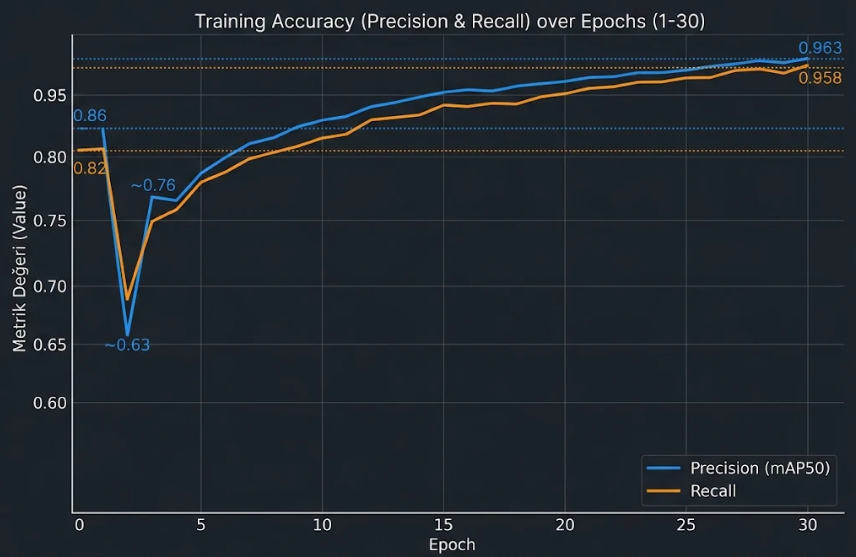 Training Accuracy (Precision & Recall) over Epochs (1-30)
0.963
0.958
0.95
0.86
0.80
0.82
~0.76
0.75
0.70
0.65
~0.63
0.60
Metrik Değeri (Value)
Precision (mAP50)
Recall
0 5 10 15 20 25 30
Epoch